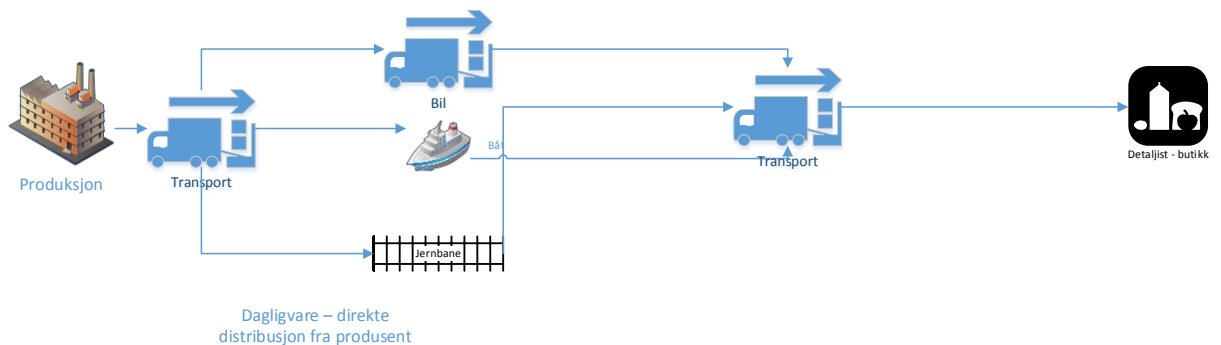 Bil
Båt
Produksjon
Transport
Transport
Detaljist - butikk
Jernbane
Dagligvare – direkte
distribusjon fra produsent